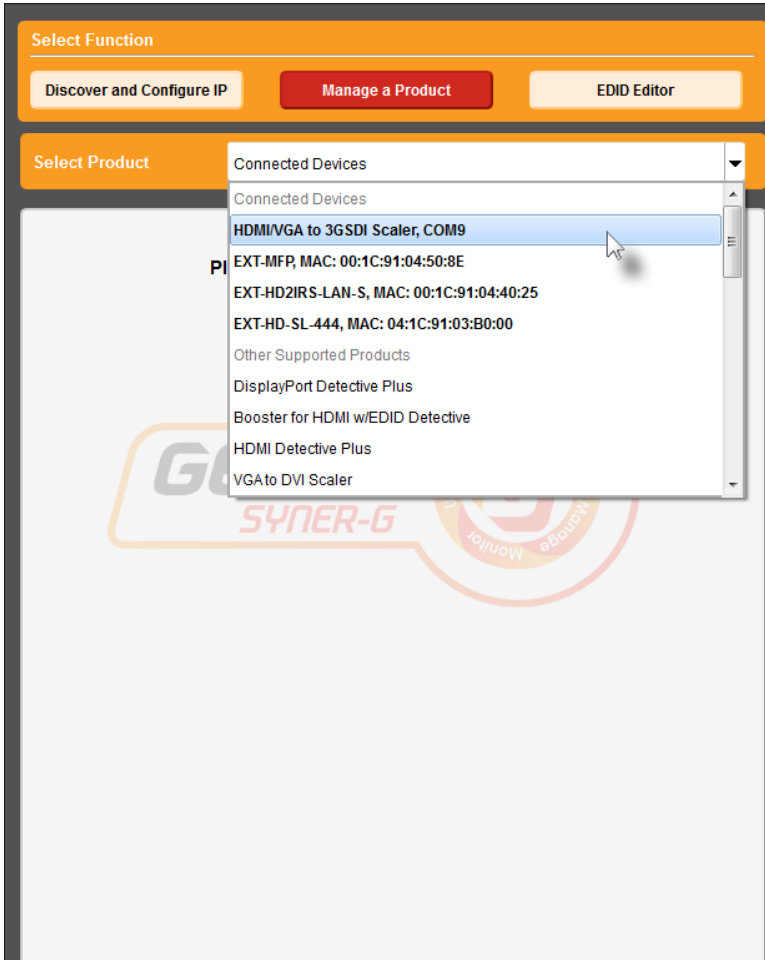 Select Function
Discover and Configure IP
Manage a Product
EDID Editor
Select Product
Connected Devices
Connected Devices
HDMI/VGA to 3GSDI Scaler, COM9
EXT-MFP, MAC: 00:1C:91:04:50:8E
EXT-HD2IRS-LAN-S, MAC: 00:1C:91:04:40:25
EXT-HD-SL-444, MAC: 04:1C:91:03:B0:00
Other Supported Products
DisplayPort Detective Plus
Booster for HDMI w/EDID Detective
HDMI Detective Plus
VGA to DVI Scaler
SYNER-G
Monitor
Manage